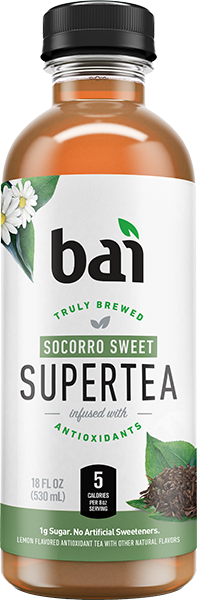 bai
TRULY BREWED
SOCORRO SWEET
SUPERTEA
infused with
ANTIOXIDANTS
18 FL OZ
(530 mL)
5
CALORIES
PER 8oz
SERVING
1g Sugar. No Artificial Sweeteners.
LEMON FLAVORED ANTIOXIDANT TEA WITH OTHER NATURAL FLAVORS